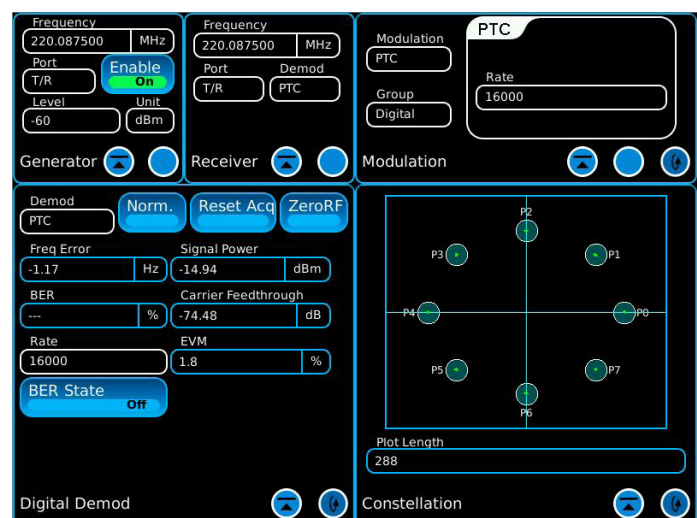 Frequency
220.087500 MHz
Port
T/R
Enable
On
Level Unit
-60 dBm
Generator
Frequency
220.087500 MHz
Port Demod
T/R PTC
Receiver
Modulation
PTC
Group
Digital
PTC
Rate
16000
Modulation
Demod
PTC
Norm. Reset Acq ZeroRF
Freq Error Signal Power
-1.17 Hz -14.94 dBm
BER Carrier Feedthrough
--- % -74.48 dB
Rate EVM
16000 1.8 %
BER State
Off
Digital Demod
P2
P3 P1
P4 P0
P5 P7
P6
Plot Length
288
Constellation